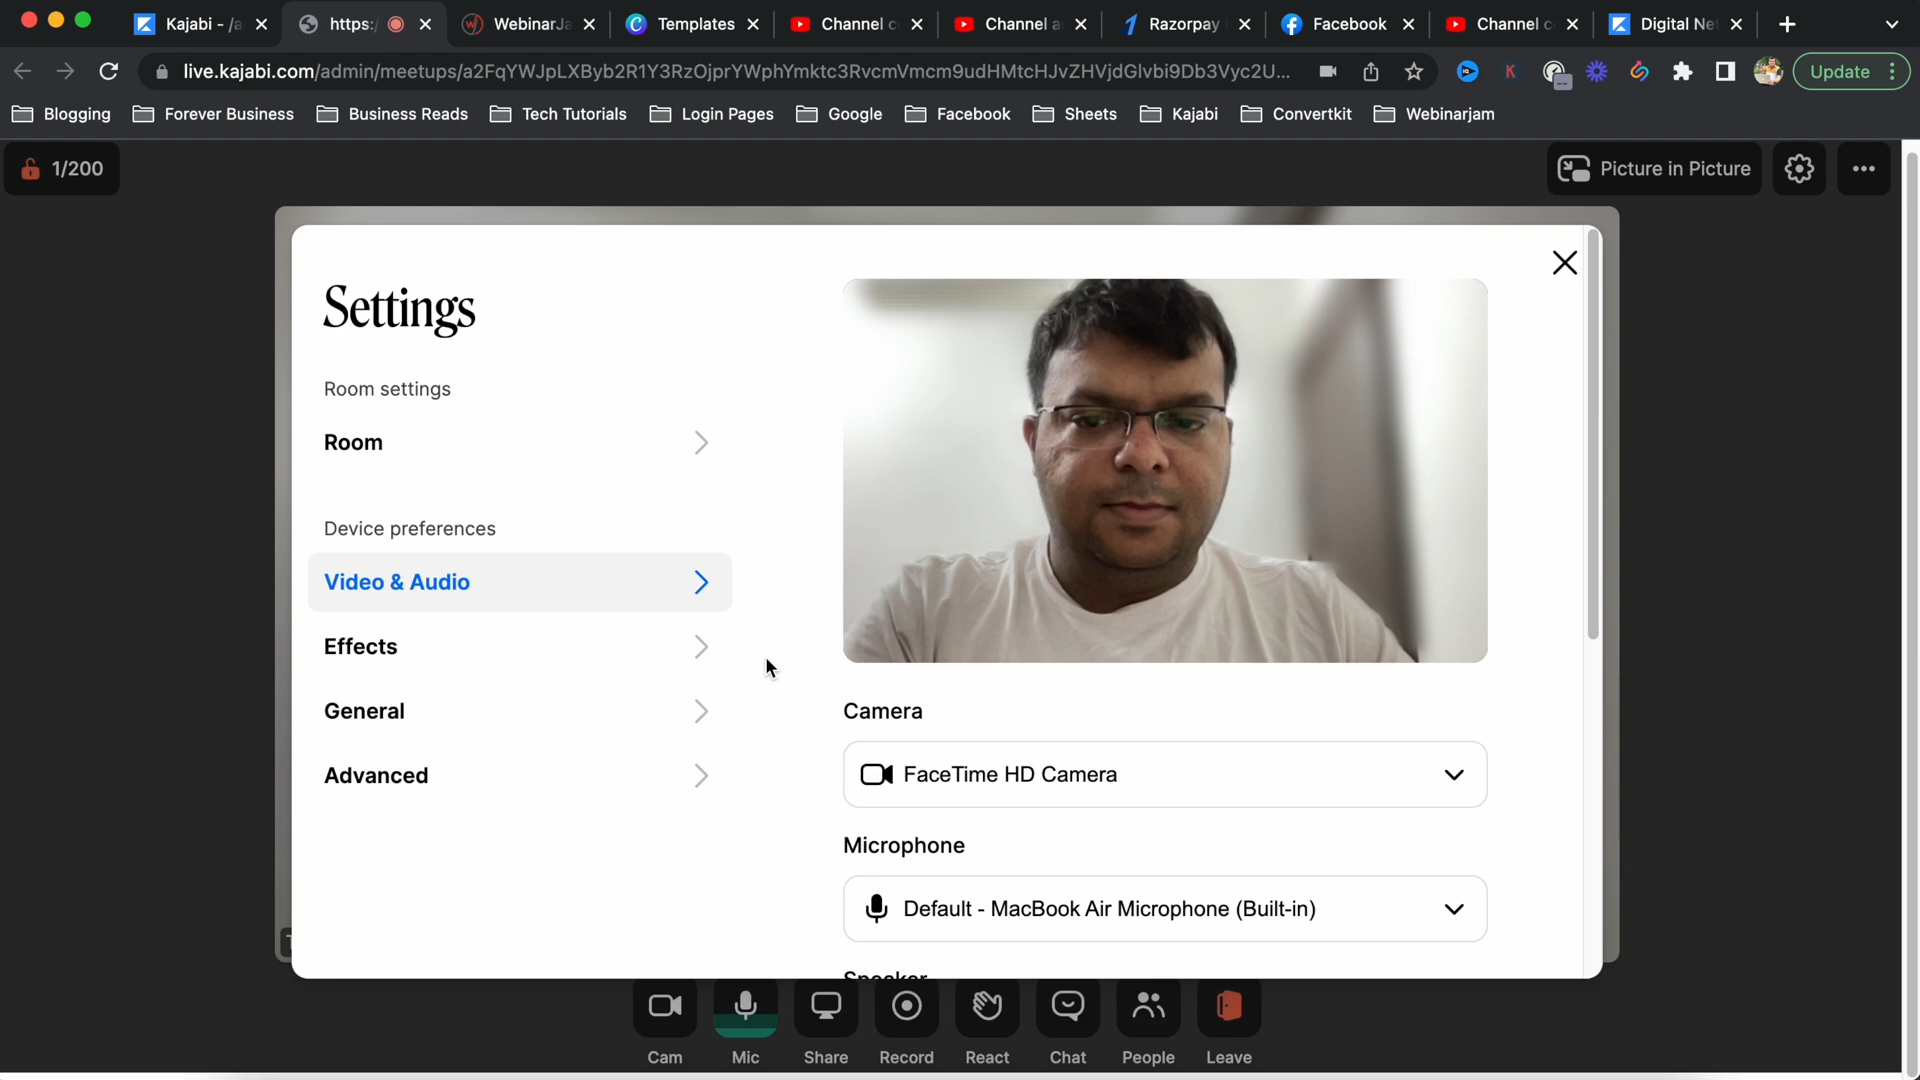 Kajabi - /a
https:/
WebinarJa
Templates
Channel c
Channel a
Razorpay
Facebook
Channel c
Digital Ne
live.kajabi.com/admin/meetups/a2FqYWJpLXByb2R1Y3RzOjprYWphYmktc3RvcmVmcm9udHMtcHJvZHVjdGlvbi9Db3Vyc2U...
Update
Blogging
Forever Business
Business Reads
Tech Tutorials
Login Pages
Google
Facebook
Sheets
Kajabi
Convertkit
Webinarjam
1/200
Picture in Picture
Settings
Room settings
Room
Device preferences
Video & Audio
Effects
General
Advanced
Camera
FaceTime HD Camera
Microphone
Default - MacBook Air Microphone (Built-in)
Speaker
Cam
Mic
Share
Record
React
Chat
People
Leave